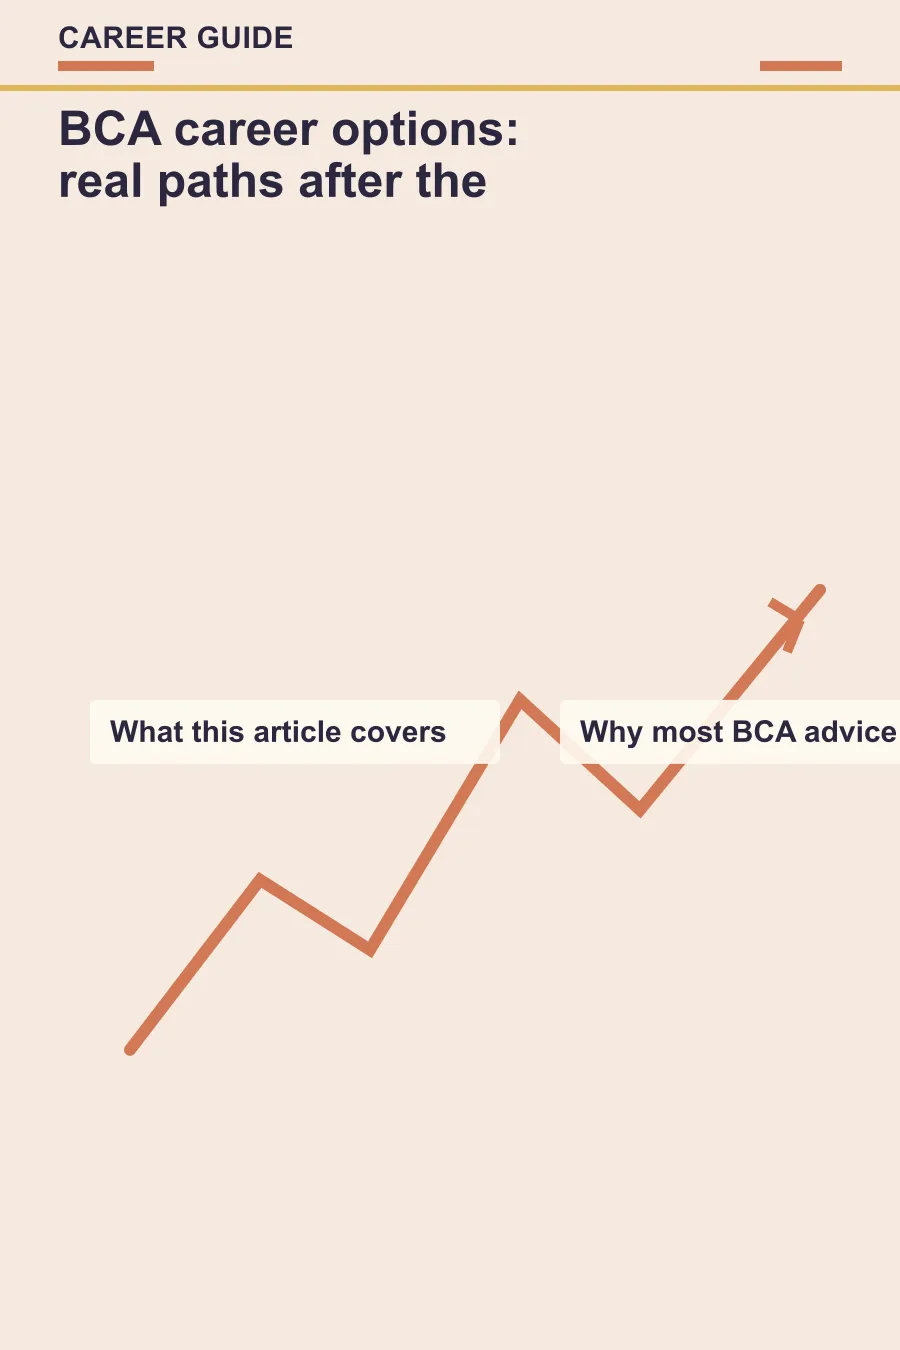 CAREER GUIDE
BCA career options:
real paths after the
What this article covers
Why most BCA advice